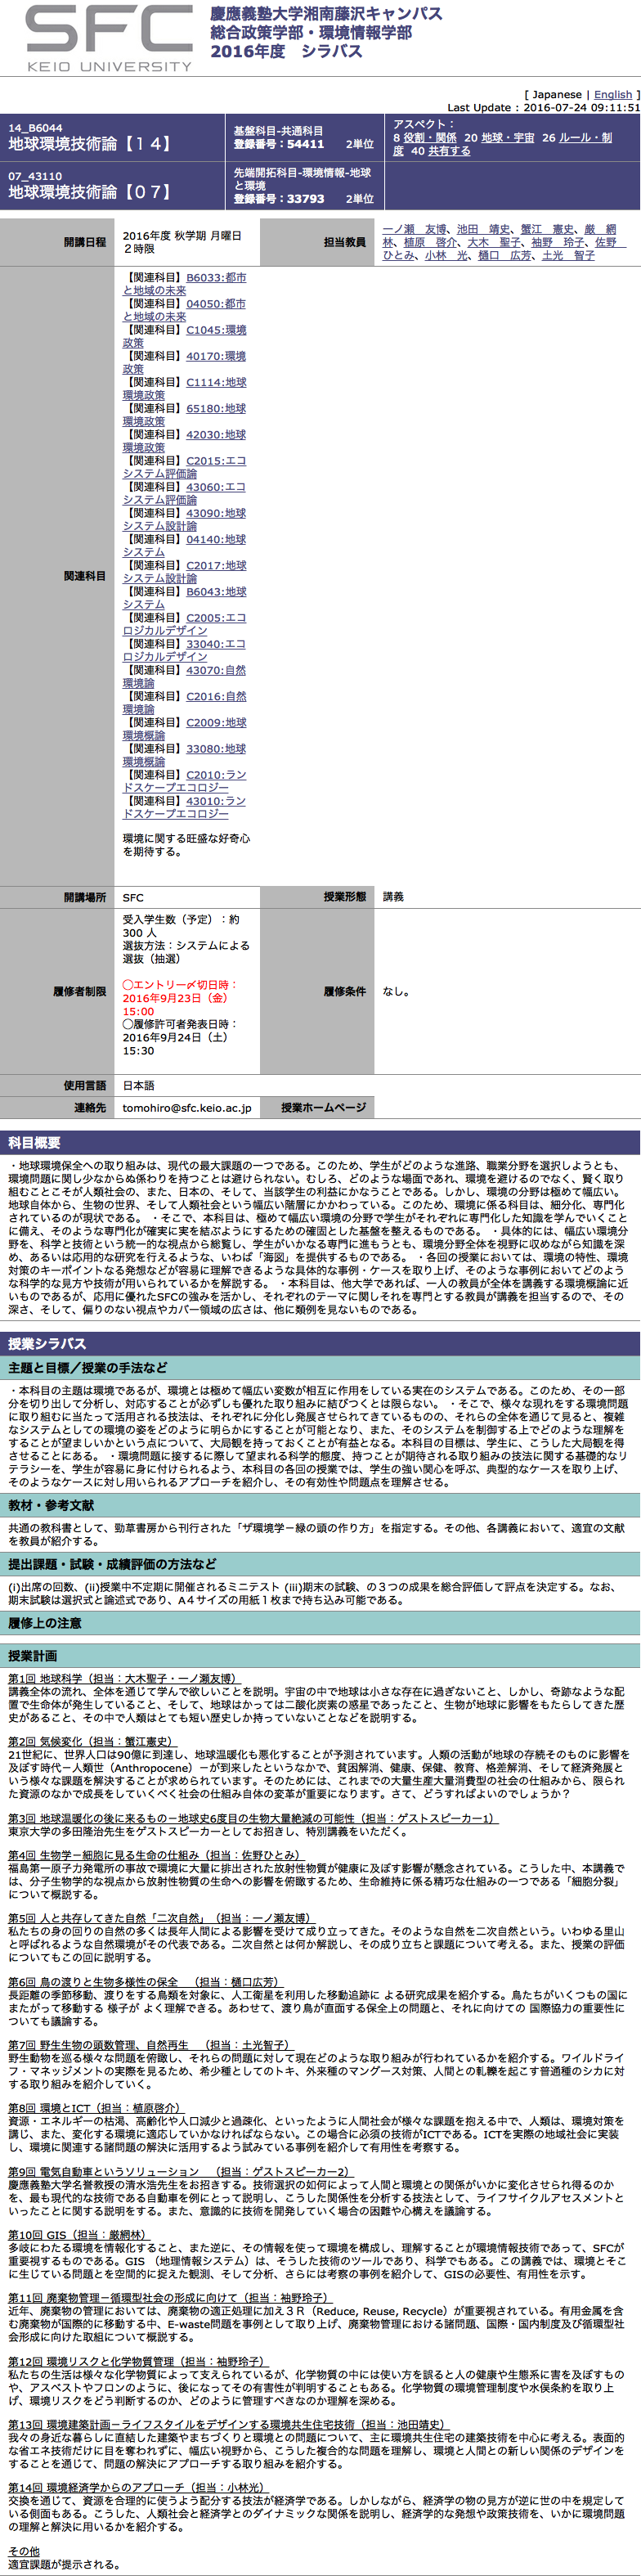 SFC
KEIO UNIVERSITY
慶應義塾大学湘南藤沢キャンパス
総合政策学部・環境情報学部
2016年度　シラバス
[ Japanese | English ]
Last Update : 2016-07-24 09:11:51
14_B6044
地球環境技術論【１４】
基盤科目-共通科目
登録番号：54411　　2単位
アスペクト：
8 役割・関係　20 地球・宇宙　26 ルール・制
度　40 共有する
07_43110
地球環境技術論【０７】
先端開拓科目-環境情報-地球
と環境
登録番号：33793　　2単位
開講日程
2016年度 秋学期 月曜日
２時限
担当教員
一ノ瀬　友博、池田　靖史、蟹江　憲史、厳　網
林、植原　啓介、大木　聖子、袖野　玲子、佐野　
ひとみ、小林　光、樋口　広芳、土光　智子
関連科目
【関連科目】B6033:都市
と地域の未来
【関連科目】04050:都市
と地域の未来
【関連科目】C1045:環境
政策
【関連科目】40170:環境
政策
【関連科目】C1114:地球
環境政策
【関連科目】65180:地球
環境政策
【関連科目】42030:地球
環境政策
【関連科目】C2015:エコ
システム評価論
【関連科目】43060:エコ
システム評価論
【関連科目】43090:地球
システム設計論
【関連科目】04140:地球
システム
【関連科目】C2017:地球
システム設計論
【関連科目】B6043:地球
システム
【関連科目】C2005:エコ
ロジカルデザイン
【関連科目】33040:エコ
ロジカルデザイン
【関連科目】43070:自然
環境論
【関連科目】C2016:自然
環境論
【関連科目】C2009:地球
環境概論
【関連科目】33080:地球
環境概論
【関連科目】C2010:ラン
ドスケープエコロジー
【関連科目】43010:ラン
ドスケープエコロジー
環境に関する旺盛な好奇心
を期待する。
開講場所
SFC
授業形態
講義
履修者制限
受入学生数（予定）：約
300 人
選抜方法：システムによる
選抜（抽選）
◯エントリー〆切日時：
2016年9月23日（金）
15:00
◯履修許可者発表日時：
2016年9月24日（土）
15:30
履修条件
なし。
使用言語
日本語
連絡先
tomohiro@sfc.keio.ac.jp
授業ホームページ
科目概要
・地球環境保全への取り組みは、現代の最大課題の一つである。このため、学生がどのような進路、職業分野を選択しようとも、
環境問題に関し少なからぬ係わりを持つことは避けられない。むしろ、どのような場面であれ、環境を避けるのでなく、賢く取り
組むことこそが人類社会の、また、日本の、そして、当該学生の利益にかなうことである。しかし、環境の分野は極めて幅広い。
地球自体から、生物の世界、そして人類社会という幅広い階層にかかわっている。このため、環境に係る科目は、細分化、専門化
されているのが現状である。 ・そこで、本科目は、極めて幅広い環境の分野で学生がそれぞれに専門化した知識を学んでいくこと
に備え、そのような専門化が確実に実を結ぶようにするための確固とした基盤を整えるものである。 ・具体的には、幅広い環境分
野を、科学と技術という統一的な視点から総覧し、学生がいかなる専門に進もうとも、環境分野全体を視野に収めながら知識を深
め、あるいは応用的な研究を行えるような、いわば「海図」を提供するものである。 ・各回の授業においては、環境の特性、環境
対策のキーポイントなる発想などが容易に理解できるような具体的な事例・ケースを取り上げ、そのような事例においてどのよう
な科学的な見方や技術が用いられているかを解説する。 ・本科目は、他大学であれば、一人の教員が全体を講義する環境概論に近
いものであるが、応用に優れたSFCの強みを活かし、それぞれのテーマに関しそれを専門とする教員が講義を担当するので、その
深さ、そして、偏りのない視点やカバー領域の広さは、他に類例を見ないものである。
授業シラバス
主題と目標／授業の手法など
・本科目の主題は環境であるが、環境とは極めて幅広い変数が相互に作用をしている実在のシステムである。このため、その一部
分を切り出して分析し、対応することが必ずしも優れた取り組みに結びつくとは限らない。 ・そこで、様々な現れをする環境問題
に取り組むに当たって活用される技法は、それぞれに分化し発展させられてきているものの、それらの全体を通じて見ると、複雑
なシステムとしての環境の姿をどのように明らかにすることが可能となり、また、そのシステムを制御する上でどのような理解を
することが望ましいかという点について、大局観を持っておくことが有益となる。本科目の目標は、学生に、こうした大局観を得
させることにある。 ・環境問題に接するに際して望まれる科学的態度、持つことが期待される取り組みの技法に関する基礎的なリ
テラシーを、学生が容易に身に付けられるよう、本科目の各回の授業では、学生の強い関心を呼ぶ、典型的なケースを取り上げ、
そのようなケースに対し用いられるアプローチを紹介し、その有効性や問題点を理解させる。
教材・参考文献
共通の教科書として、勁草書房から刊行された「ザ環境学－緑の頭の作り方」を指定する。その他、各講義において、適宜の文献
を教員が紹介する。
提出課題・試験・成績評価の方法など
(i)出席の回数、(ii)授業中不定期に開催されるミニテスト (iii)期末の試験、の３つの成果を総合評価して評点を決定する。なお、
期末試験は選択式と論述式であり、A４サイズの用紙１枚まで持ち込み可能である。
履修上の注意
授業計画
第1回 地球科学（担当：大木聖子・一ノ瀬友博）
講義全体の流れ、全体を通じて学んで欲しいことを説明。宇宙の中で地球は小さな存在に過ぎないこと、しかし、奇跡なような配
置で生命体が発生していること、そして、地球はかっては二酸化炭素の惑星であったこと、生物が地球に影響をもたらしてきた歴
史があること、その中で人類はとても短い歴史しか持っていないことなどを説明する。
第2回 気候変化（担当：蟹江憲史）
21世紀に、世界人口は90億に到達し、地球温暖化も悪化することが予測されています。人類の活動が地球の存続そのものに影響を
及ぼす時代－人類世（Anthropocene）－が到来したというなかで、貧困解消、健康、保健、教育、格差解消、そして経済発展と
いう様々な課題を解決することが求められています。そのためには、これまでの大量生産大量消費型の社会の仕組みから、限られ
た資源のなかで成長をしていくべく社会の仕組み自体の変革が重要になります。さて、どうすればよいのでしょうか？
第3回 地球温暖化の後に来るもの－地球史6度目の生物大量絶滅の可能性（担当：ゲストスピーカー1）
東京大学の多田隆治先生をゲストスピーカーとしてお招きし、特別講義をいただく。
第4回 生物学－細胞に見る生命の仕組み（担当：佐野ひとみ）
福島第一原子力発電所の事故で環境に大量に排出された放射性物質が健康に及ぼす影響が懸念されている。こうした中、本講義で
は、分子生物学的な視点から放射性物質の生命への影響を俯瞰するため、生命維持に係る精巧な仕組みの一つである「細胞分裂」
について概説する。
第5回 人と共存してきた自然「二次自然」（担当：一ノ瀬友博）
私たちの身の回りの自然の多くは長年人間による影響を受けて成り立ってきた。そのような自然を二次自然という。いわゆる里山
と呼ばれるような自然環境がその代表である。二次自然とは何か解説し、その成り立ちと課題について考える。また、授業の評価
についてもこの回に説明する。
第6回 鳥の渡りと生物多様性の保全　（担当：樋口広芳）
長距離の季節移動、渡りをする鳥類を対象に、人工衛星を利用した移動追跡に よる研究成果を紹介する。鳥たちがいくつもの国に
またがって移動する 様子が よく理解できる。あわせて、渡り鳥が直面する保全上の問題と、それに向けての 国際協力の重要性に
ついても議論する。
第7回 野生生物の頭数管理、自然再生　（担当：土光智子）
野生動物を巡る様々な問題を俯瞰し、それらの問題に対して現在どのような取り組みが行われているかを紹介する。ワイルドライ
フ・マネッジメントの実際を見るため、希少種としてのトキ、外来種のマングース対策、人間との軋轢を起こす普通種のシカに対
する取り組みを紹介していく。
第8回 環境とICT（担当：植原啓介）
資源・エネルギーの枯渇、高齢化や人口減少と過疎化、といったように人間社会が様々な課題を抱える中で、人類は、環境対策を
講じ、また、変化する環境に適応していかなければならない。この場合に必須の技術がICTである。ICTを実際の地域社会に実装
し、環境に関連する諸問題の解決に活用するよう試みている事例を紹介して有用性を考察する。
第9回 電気自動車というソリューション　（担当：ゲストスピーカー2）
慶應義塾大学名誉教授の清水浩先生をお招きする。技術選択の如何によって人間と環境との関係がいかに変化させられ得るのか
を、最も現代的な技術である自動車を例にとって説明し、こうした関係性を分析する技法として、ライフサイクルアセスメントと
いったことに関する説明をする。また、意識的に技術を開発していく場合の困難や心構えを議論する。
第10回 GIS（担当：厳網林）
多岐にわたる環境を情報化すること、また逆に、その情報を使って環境を構成し、理解することが環境情報技術であって、SFCが
重要視するものである。GIS （地理情報システム）は、そうした技術のツールであり、科学でもある。この講義では、環境とそこ
に生じている問題とを空間的に捉えた観測、そして分析、さらには考察の事例を紹介して、GISの必要性、有用性を示す。
第11回 廃棄物管理－循環型社会の形成に向けて（担当：袖野玲子）
近年、廃棄物の管理においては、廃棄物の適正処理に加え３Ｒ（Reduce, Reuse, Recycle）が重要視されている。有用金属を含
む廃棄物が国際的に移動する中、E-waste問題を事例として取り上げ、廃棄物管理における諸問題、国際・国内制度及び循環型社
会形成に向けた取組について概説する。
第12回 環境リスクと化学物質管理（担当：袖野玲子）
私たちの生活は様々な化学物質によって支えられているが、化学物質の中には使い方を誤ると人の健康や生態系に害を及ぼすもの
や、アスベストやフロンのように、後になってその有害性が判明することもある。化学物質の環境管理制度や水俣条約を取り上
げ、環境リスクをどう判断するのか、どのように管理すべきなのか理解を深める。
第13回 環境建築計画－ライフスタイルをデザインする環境共生住宅技術（担当：池田靖史）
我々の身近な暮らしに直結した建築やまちづくりと環境との問題について、主に環境共生住宅の建築技術を中心に考える。表面的
な省エネ技術だけに目を奪われずに、幅広い視野から、こうした複合的な問題を理解し、環境と人間との新しい関係のデザインを
することを通じて、問題の解決にアプローチする取り組みを紹介する。
第14回 環境経済学からのアプローチ（担当：小林光）
交換を通じて、資源を合理的に使うよう配分する技法が経済学である。しかしながら、経済学の物の見方が逆に世の中を規定して
いる側面もある。こうした、人類社会と経済学とのダイナミックな関係を説明し、経済学的な発想や政策技術を、いかに環境問題
の理解と解決に用いるかを紹介する。
その他
適宜課題が提示される。